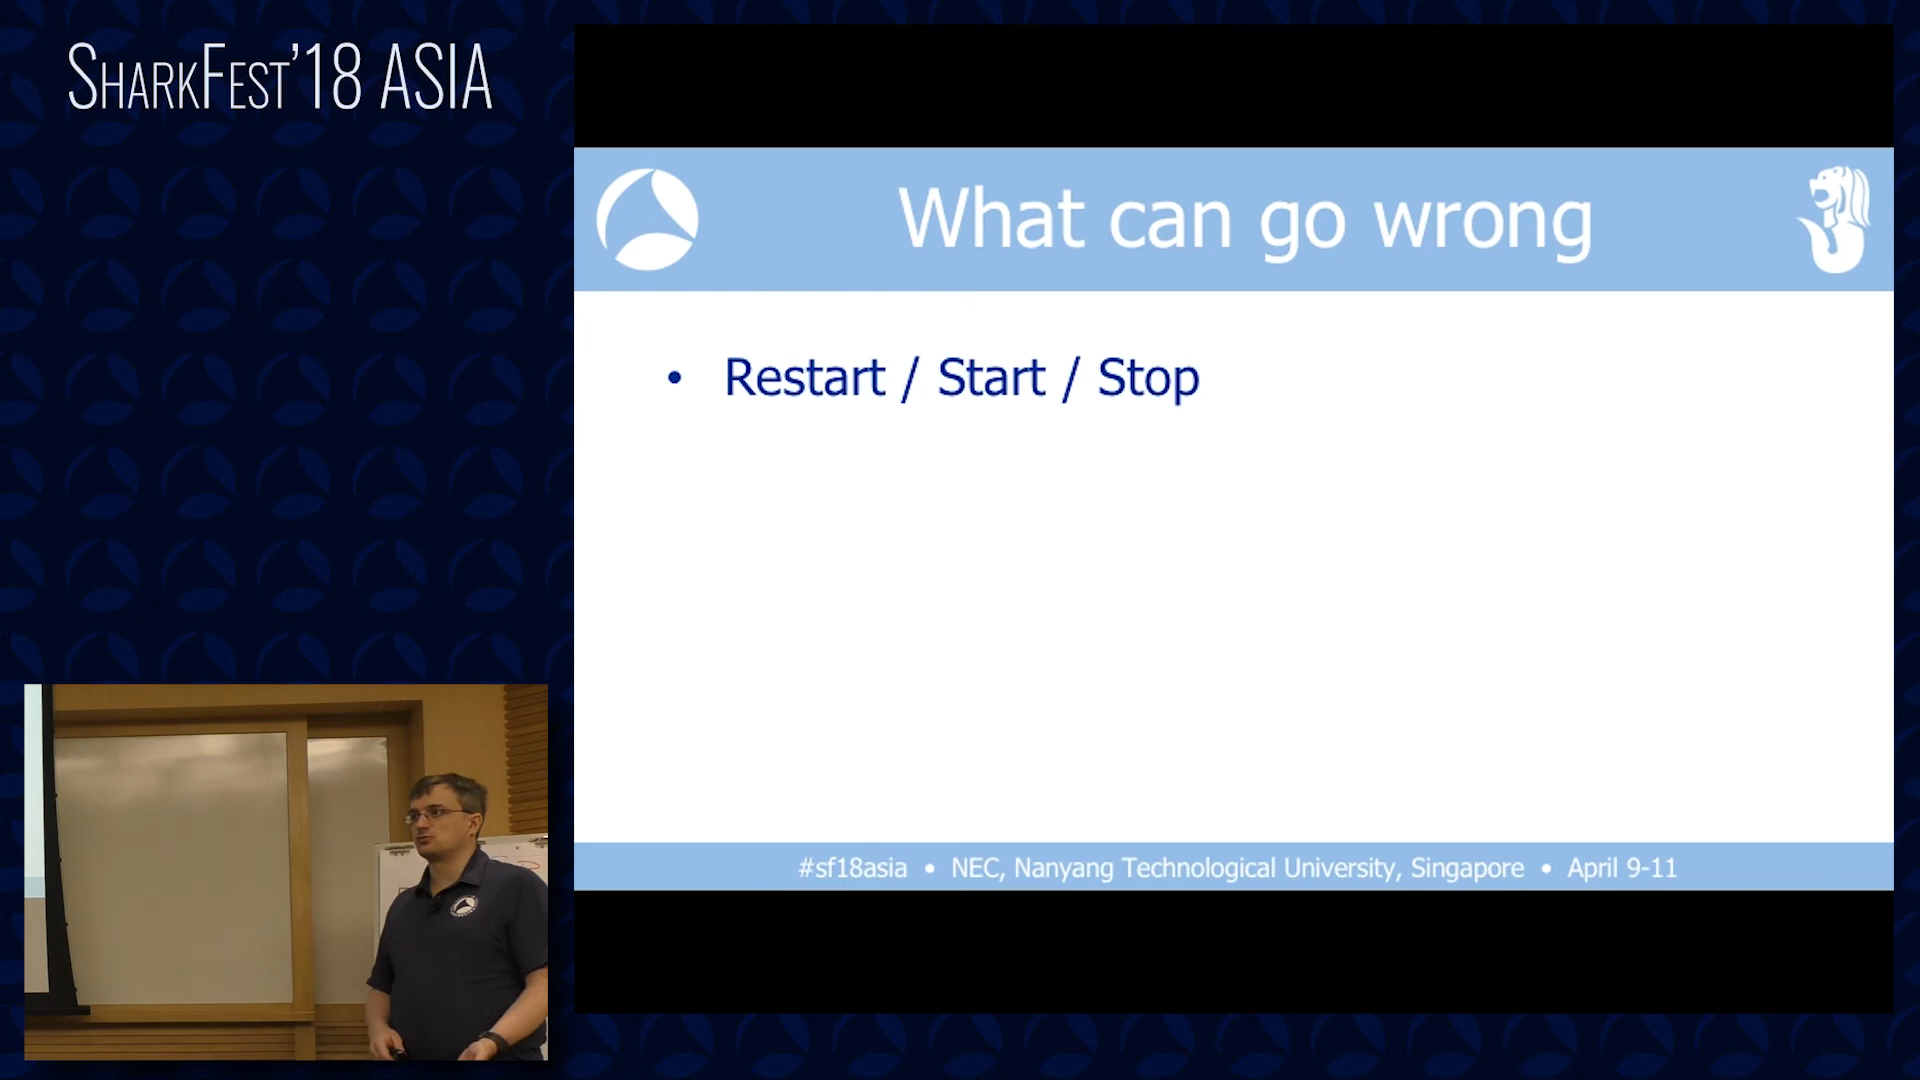 SHARKFEST'18 ASIA
What can go wrong
• Restart / Start / Stop
#sf18asia • NEC, Nanyang Technological University, Singapore • April 9-11